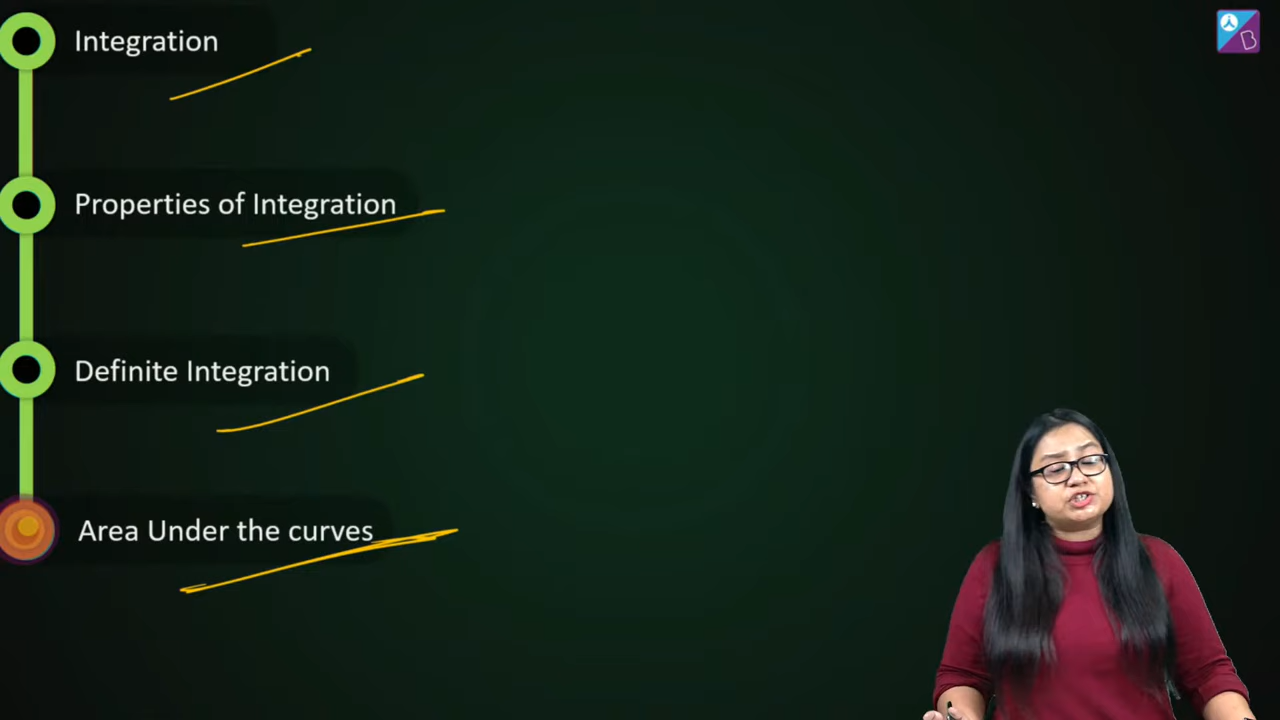 Integration
Properties of Integration
Definite Integration
Area Under the curves
B